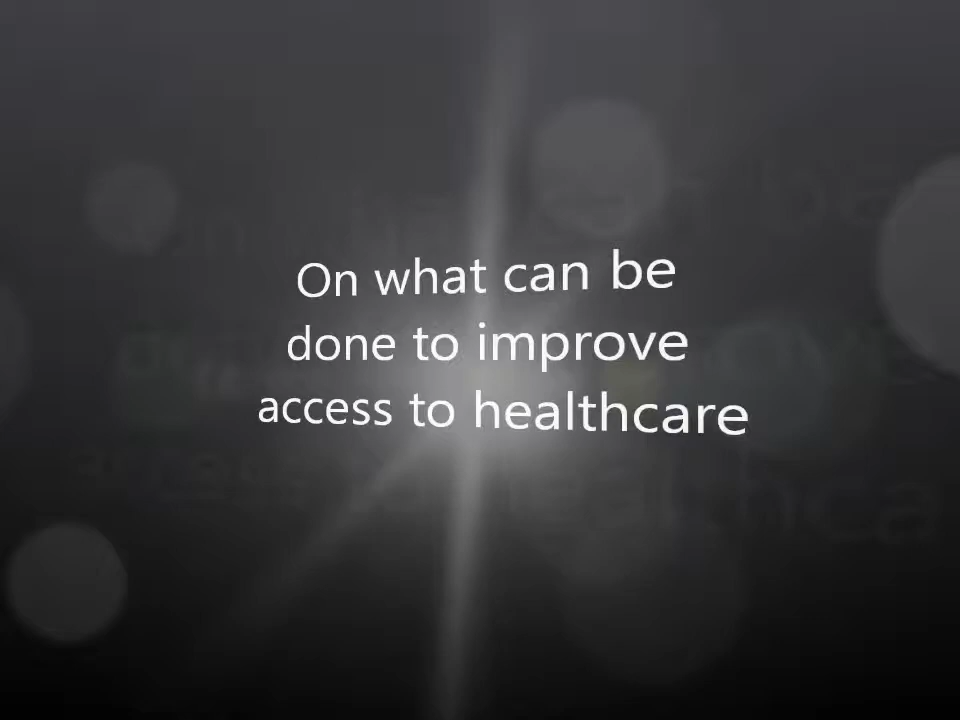 On what can be
done to improve
access to healthcare